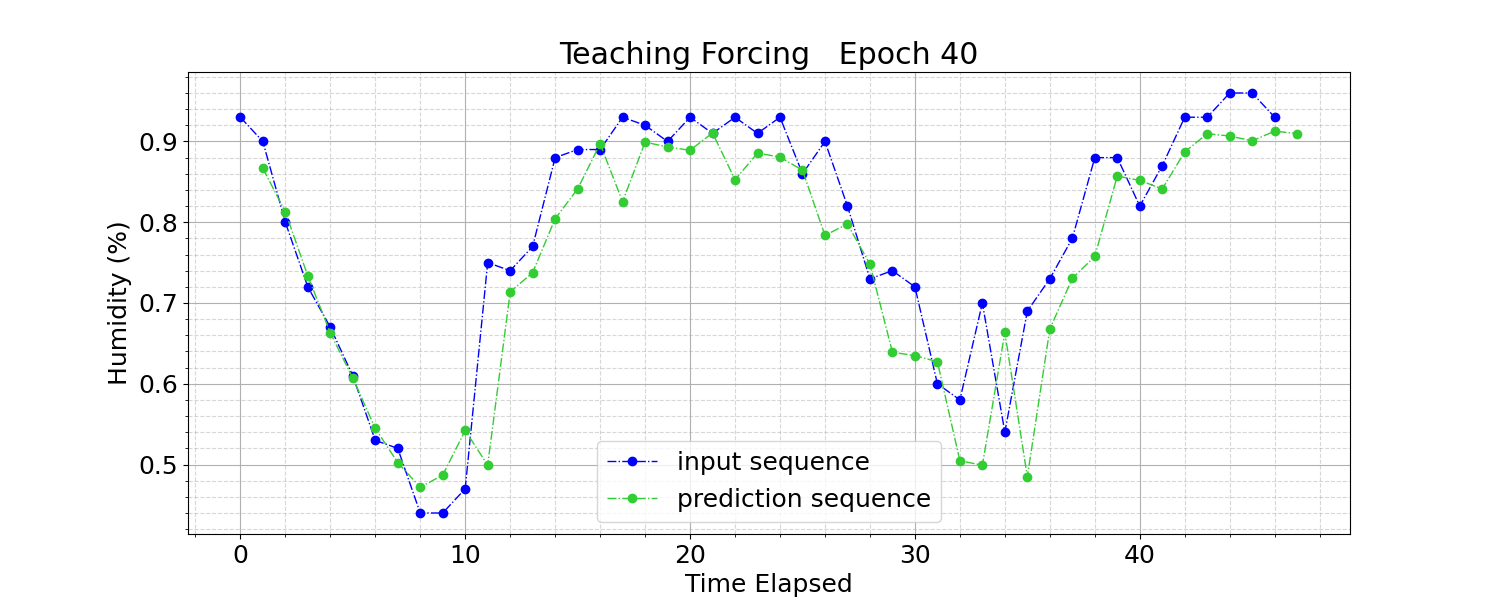 Teaching Forcing   Epoch 40
Humidity (%)
0.9
0.8
0.7
0.6
0.5
input sequence
prediction sequence
0 10 20 30 40
Time Elapsed